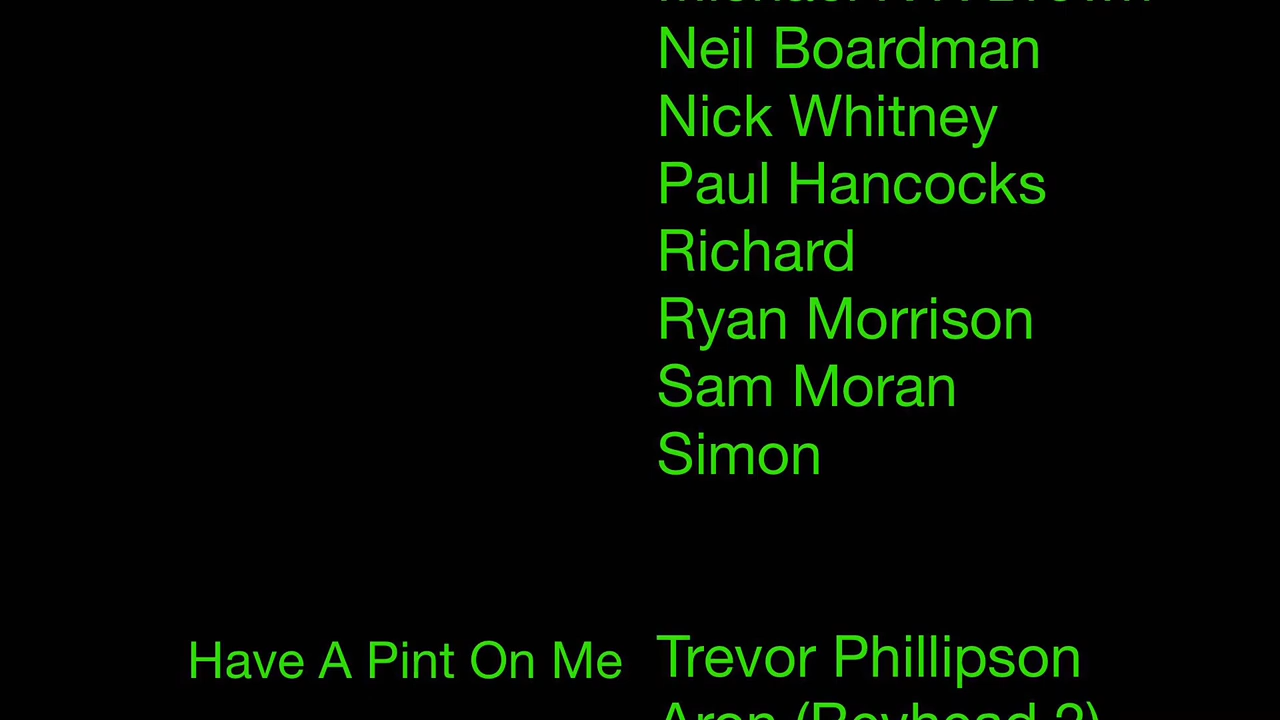 Neil Boardman
Nick Whitney
Paul Hancocks
Richard
Ryan Morrison
Sam Moran
Simon
Have A Pint On Me Trevor Phillipson